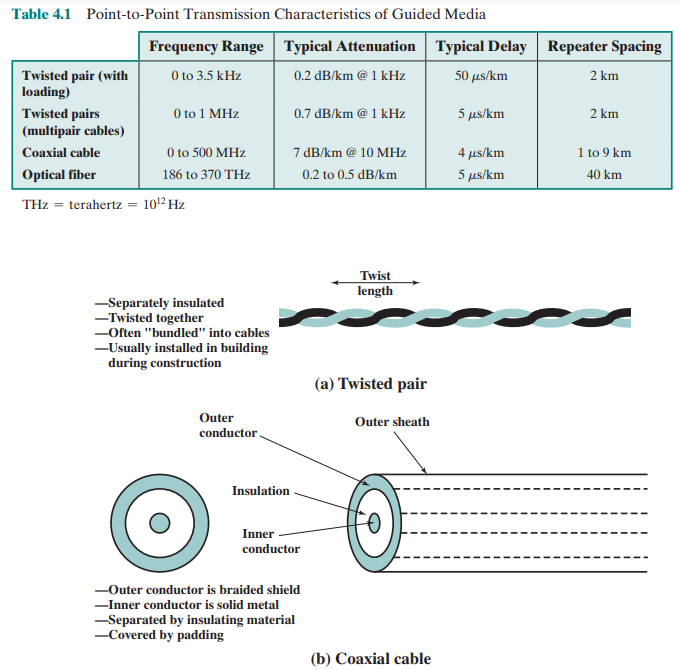 Table 4.1 Point-to-Point Transmission Characteristics of Guided Media
Frequency Range Typical Attenuation Typical Delay Repeater Spacing
Twisted pair (with loading) 0 to 3.5 kHz 0.2 dB/km @ 1 kHz 50 μs/km 2 km
Twisted pairs (multipair cables) 0 to 1 MHz 0.7 dB/km @ 1 kHz 5 μs/km 2 km
Coaxial cable 0 to 500 MHz 7 dB/km @ 10 MHz 4 μs/km 1 to 9 km
Optical fiber 186 to 370 THz 0.2 to 0.5 dB/km 5 μs/km 40 km
THz = terahertz = 10¹² Hz
Twist
length
—Separately insulated
—Twisted together
—Often "bundled" into cables
—Usually installed in building
during construction
(a) Twisted pair
Outer
conductor
Outer sheath
Insulation
Inner
conductor
—Outer conductor is braided shield
—Inner conductor is solid metal
—Separated by insulating material
—Covered by padding
(b) Coaxial cable